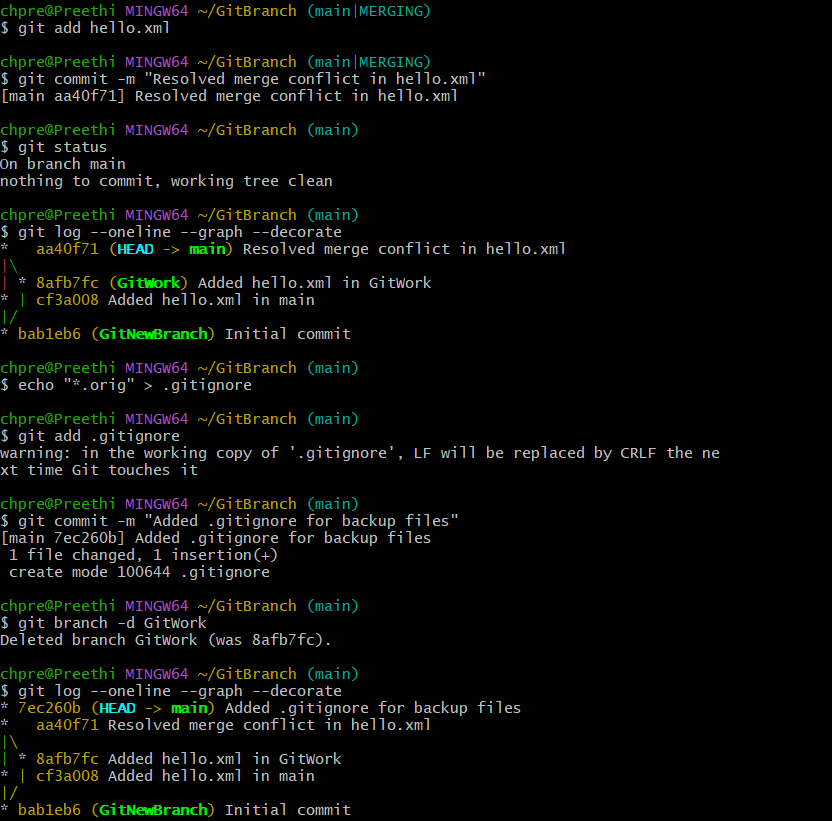 chpre@Preethi MINGW64 ~/GitBranch (main|MERGING)
$ git add hello.xml
chpre@Preethi MINGW64 ~/GitBranch (main|MERGING)
$ git commit -m "Resolved merge conflict in hello.xml"
[main aa40f71] Resolved merge conflict in hello.xml
chpre@Preethi MINGW64 ~/GitBranch (main)
$ git status
On branch main
nothing to commit, working tree clean
chpre@Preethi MINGW64 ~/GitBranch (main)
$ git log --oneline --graph --decorate
*   aa40f71 (HEAD -> main) Resolved merge conflict in hello.xml
|\
| * 8afb7fc (GitWork) Added hello.xml in GitWork
* | cf3a008 Added hello.xml in main
|/
* bab1eb6 (GitNewBranch) Initial commit
chpre@Preethi MINGW64 ~/GitBranch (main)
$ echo "*.orig" > .gitignore
chpre@Preethi MINGW64 ~/GitBranch (main)
$ git add .gitignore
warning: in the working copy of '.gitignore', LF will be replaced by CRLF the ne
xt time Git touches it
chpre@Preethi MINGW64 ~/GitBranch (main)
$ git commit -m "Added .gitignore for backup files"
[main 7ec260b] Added .gitignore for backup files
 1 file changed, 1 insertion(+)
 create mode 100644 .gitignore
chpre@Preethi MINGW64 ~/GitBranch (main)
$ git branch -d GitWork
Deleted branch GitWork (was 8afb7fc).
chpre@Preethi MINGW64 ~/GitBranch (main)
$ git log --oneline --graph --decorate
* 7ec260b (HEAD -> main) Added .gitignore for backup files
*   aa40f71 Resolved merge conflict in hello.xml
|\
| * 8afb7fc Added hello.xml in GitWork
* | cf3a008 Added hello.xml in main
|/
* bab1eb6 (GitNewBranch) Initial commit